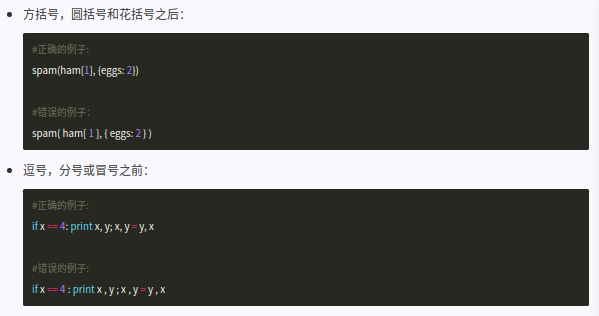 方括号，圆括号和花括号之后：
#正确的例子:
spam(ham[1], {eggs: 2})
#错误的例子：
spam( ham[ 1 ], { eggs: 2 } )
逗号，分号或冒号之前：
#正确的例子:
if x == 4: print x, y; x, y = y, x
#错误的例子:
if x == 4 : print x , y ; x , y = y , x